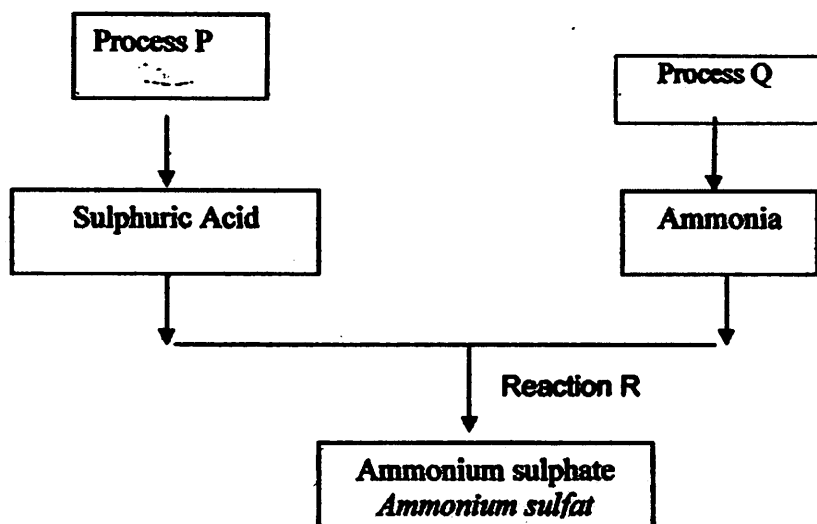 Process P
Process Q
Sulphuric Acid
Ammonia
Reaction R
Ammonium sulphate
Ammonium sulfat